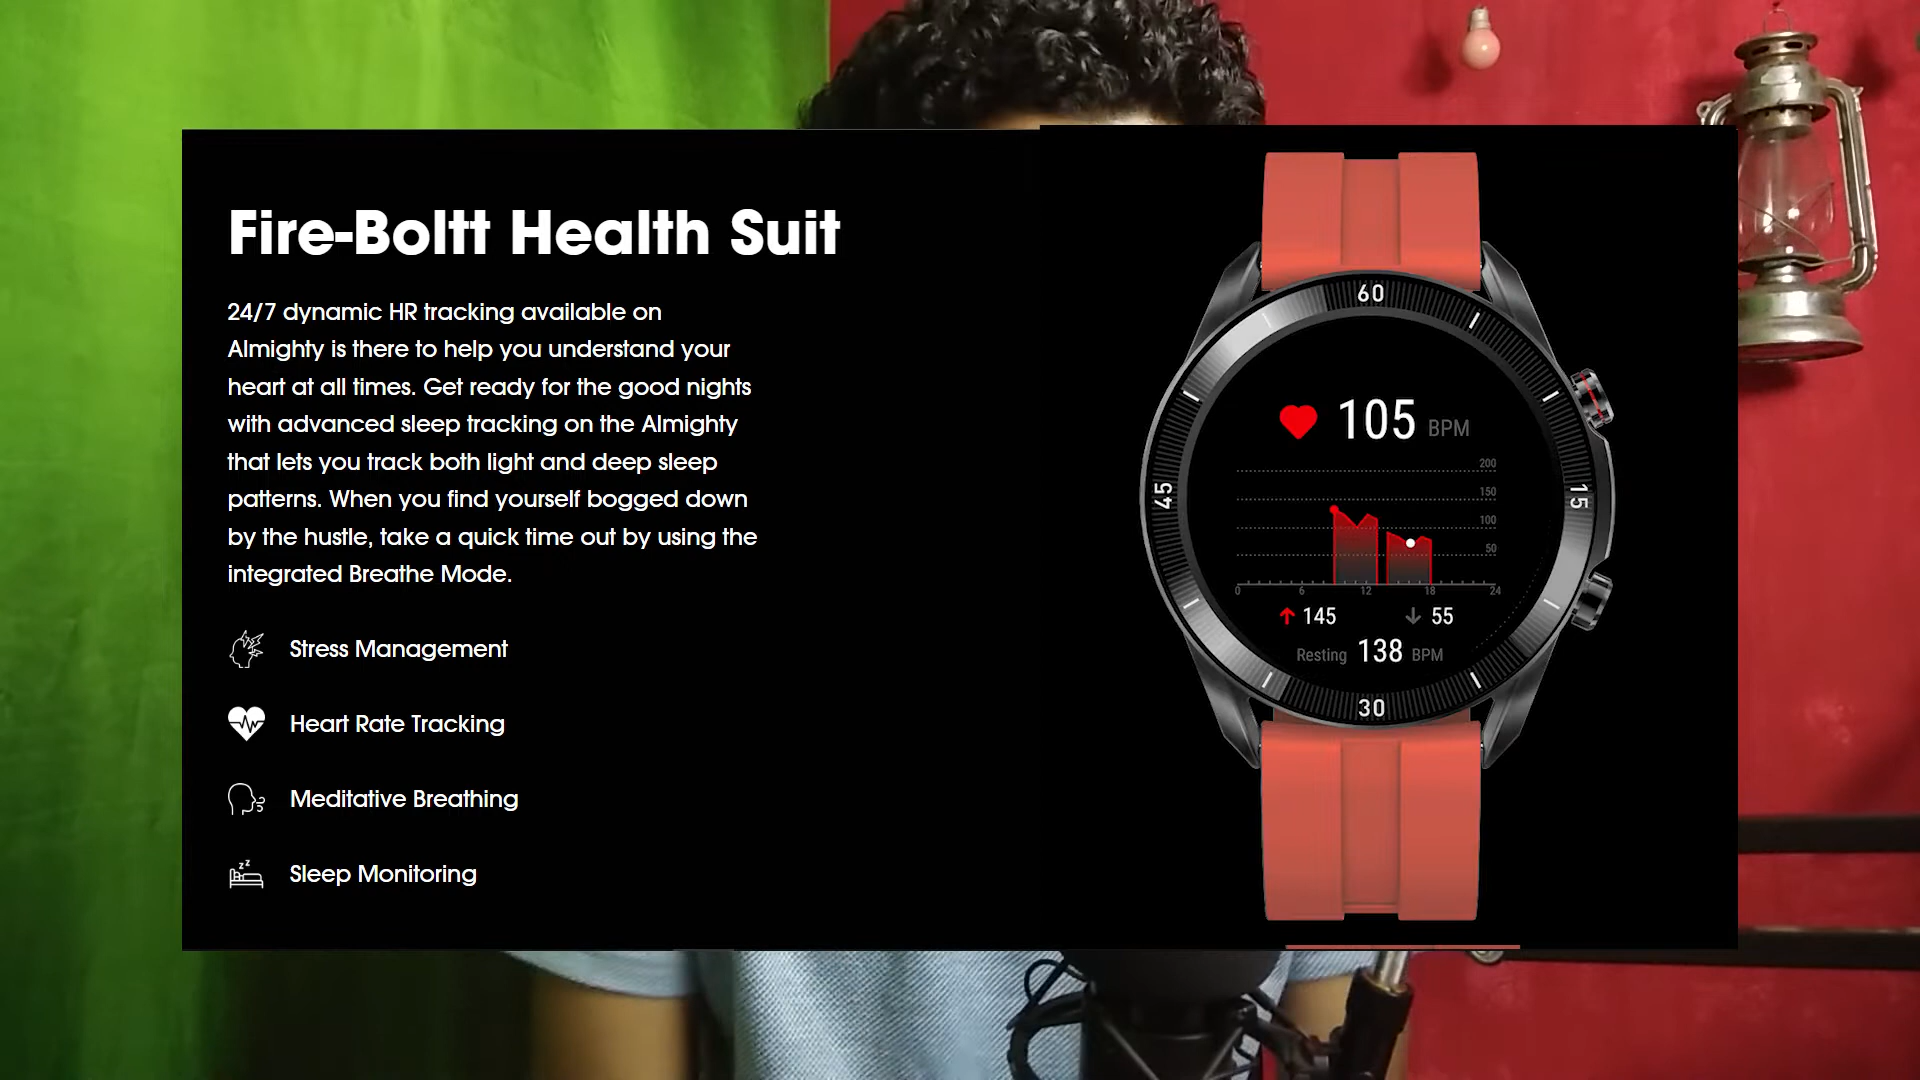 Fire-Boltt Health Suit
24/7 dynamic HR tracking available on
Almighty is there to help you understand your
heart at all times. Get ready for the good nights
with advanced sleep tracking on the Almighty
that lets you track both light and deep sleep
patterns. When you find yourself bogged down
by the hustle, take a quick time out by using the
integrated Breathe Mode.
Stress Management
Heart Rate Tracking
Meditative Breathing
zz
Sleep Monitoring
60
15
30
45
105 BPM
200
150
100
50
0 6 12 18 24
145 55
Resting 138 BPM